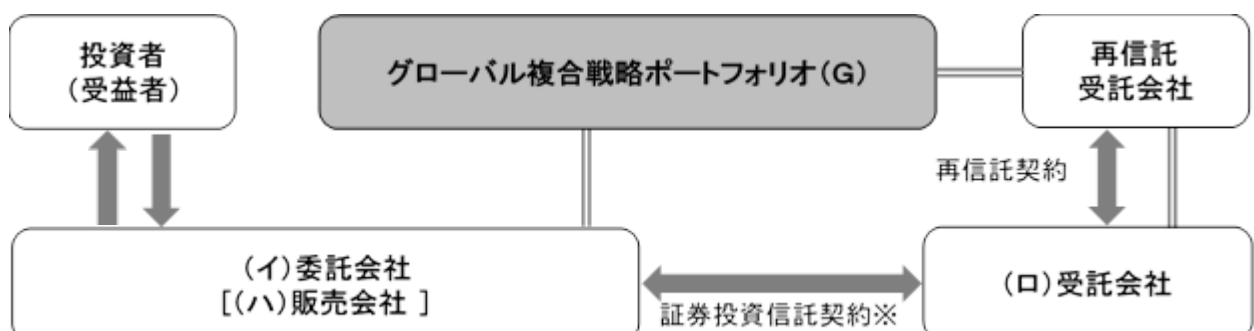 投資者
(受益者)
グローバル複合戦略ポートフォリオ(G)
再信託
受託会社
再信託契約
(イ)委託会社
[(ハ)販売会社 ]
証券投資信託契約※
(ロ)受託会社